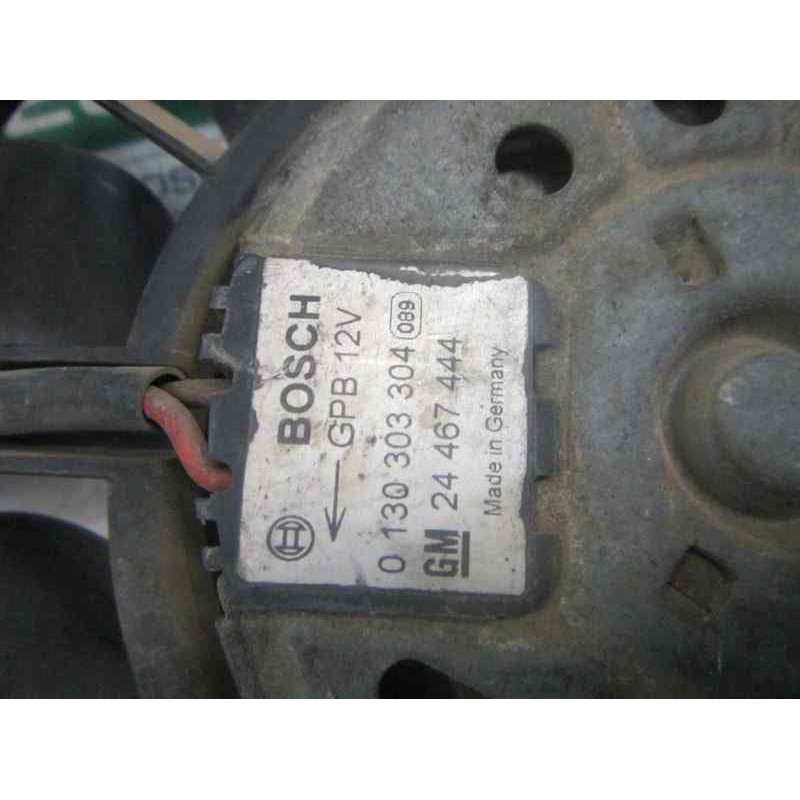 BOSCH
GPB 12V
0 130 303 304 089
GM 24 467 444
Made in Germany